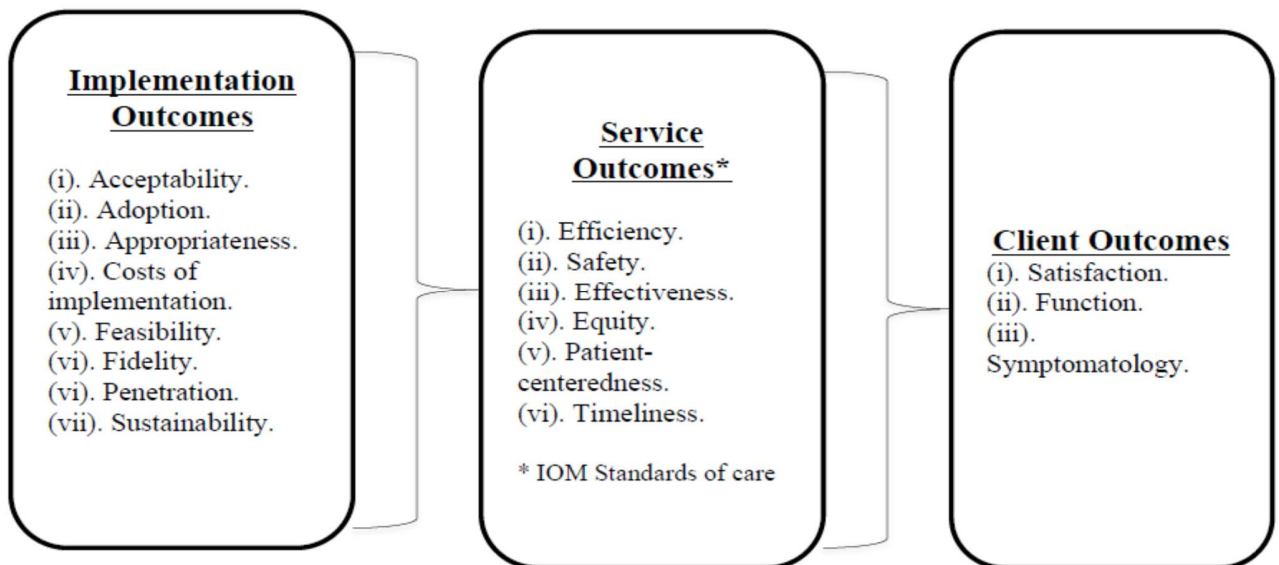 Implementation
Outcomes
(i). Acceptability.
(ii). Adoption.
(iii). Appropriateness.
(iv). Costs of
implementation.
(v). Feasibility.
(vi). Fidelity.
(vi). Penetration.
(vii). Sustainability.
Service
Outcomes*
(i). Efficiency.
(ii). Safety.
(iii). Effectiveness.
(iv). Equity.
(v). Patient-
centeredness.
(vi). Timeliness.
* IOM Standards of care
Client Outcomes
(i). Satisfaction.
(ii). Function.
(iii).
Symptomatology.